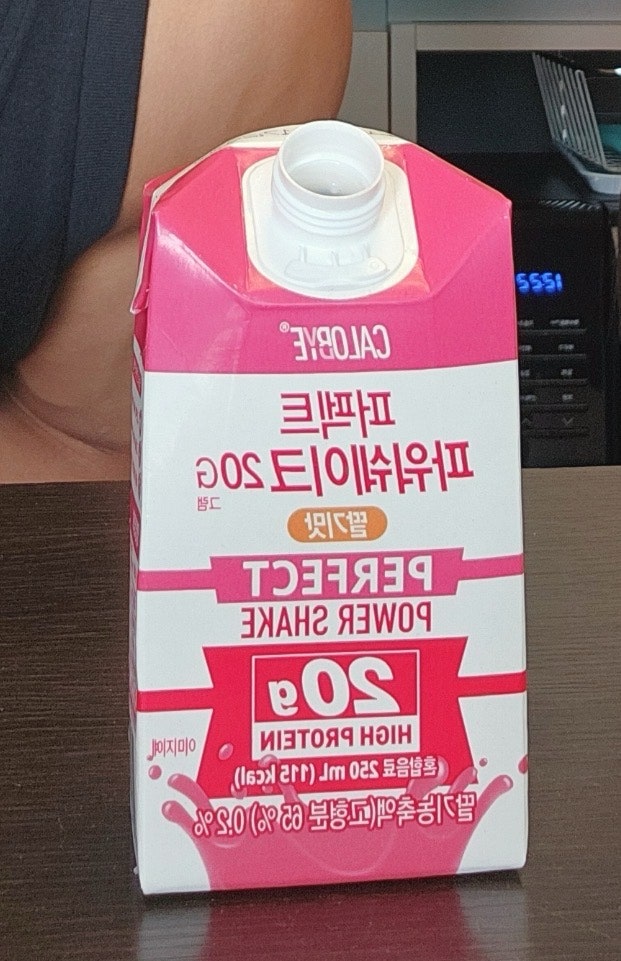 CALOBYE®
퍼펙트
파워쉐이크 20G
그램
딸기맛
PERFECT
POWER SHAKE
20g
HIGH PROTEIN
혼합음료 250 mL (115 kcal)
이미지예
딸기농축액(고형분 65 %) 0.2 %